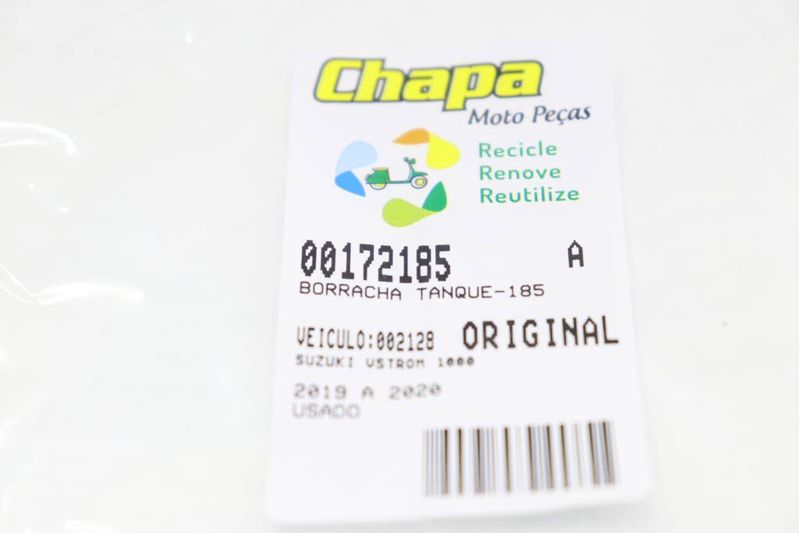 Chapa
Moto Peças
Recicle
Renove
Reutilize
00172185 A
BORRACHA TANQUE-185
VEICULO:002128 ORIGINAL
SUZUKI VSTROM 1000
2019 A 2020
USADO